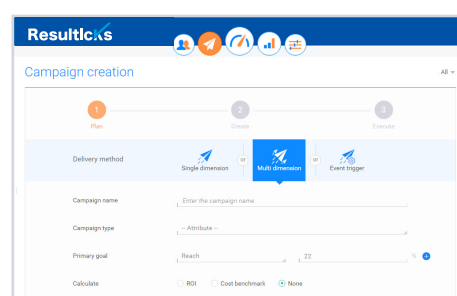 Resulticks
Campaign creation
All
1 2 3
Plan Create Execute
Delivery method
Single dimension or Multi dimension or Event trigger
Campaign name Enter the campaign name
Campaign type -- Attribute --
Primary goal Reach 22 %
Calculate ROI Cost benchmark None